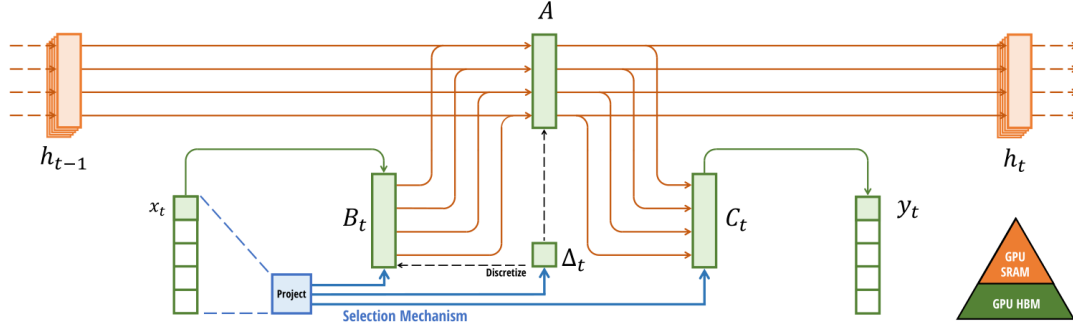 A
h_{t-1}
h_t
x_t
B_t
C_t
y_t
Δ_t
Discretize
Project
Selection Mechanism
GPU
SRAM
GPU HBM